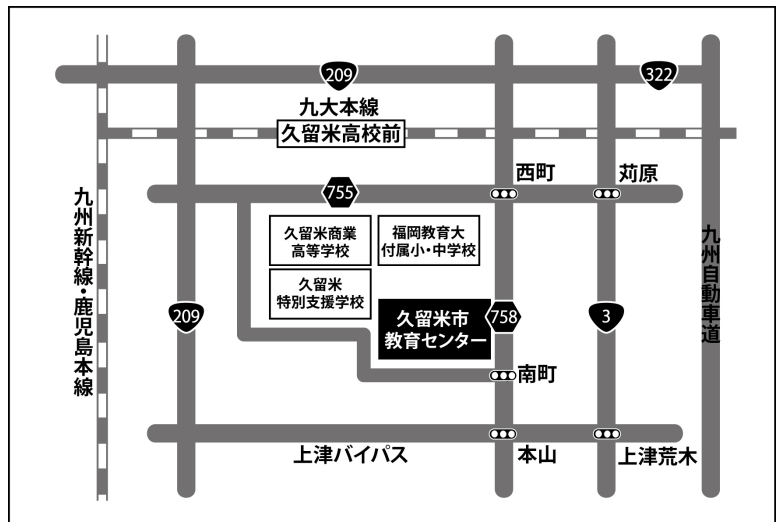 209
322
九大本線
久留米高校前
西町
苅原
755
久留米商業
高等学校
福岡教育大
付属小・中学校
九州新幹線・鹿児島本線
九州自動車道
久留米
特別支援学校
209
久留米市
教育センター
758
3
南町
上津バイパス
本山
上津荒木